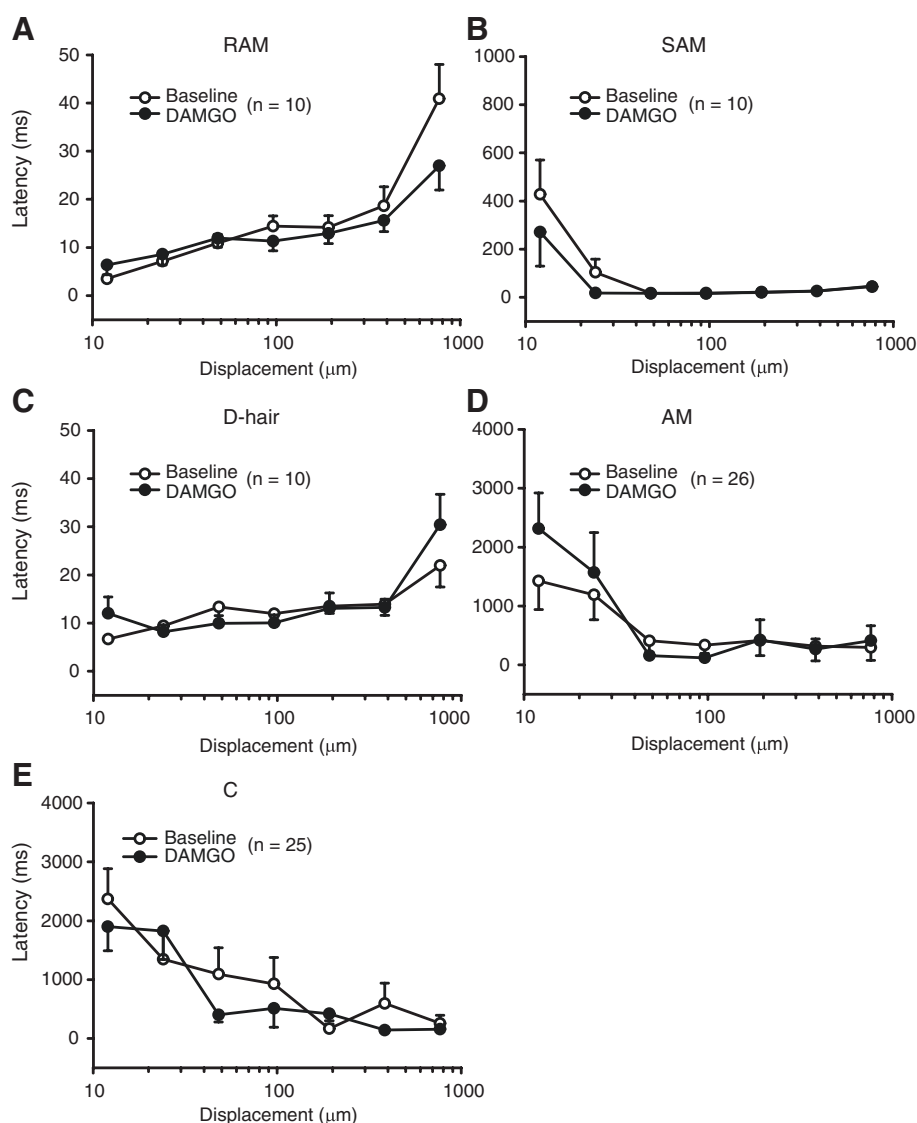 A
RAM
50
40
30
20
10
0
Latency (ms)
Baseline
DAMGO
(n = 10)
10
100
1000
Displacement (μm)
B
SAM
1000
800
600
400
200
0
Baseline
DAMGO
(n = 10)
10
100
1000
Displacement (μm)
C
D-hair
50
40
30
20
10
0
Latency (ms)
Baseline
DAMGO
(n = 10)
10
100
1000
Displacement (μm)
D
AM
4000
3000
2000
1000
0
Baseline
DAMGO
(n = 26)
10
100
1000
Displacement (μm)
E
C
4000
3000
2000
1000
0
Latency (ms)
Baseline
DAMGO
(n = 25)
10
100
1000
Displacement (μm)